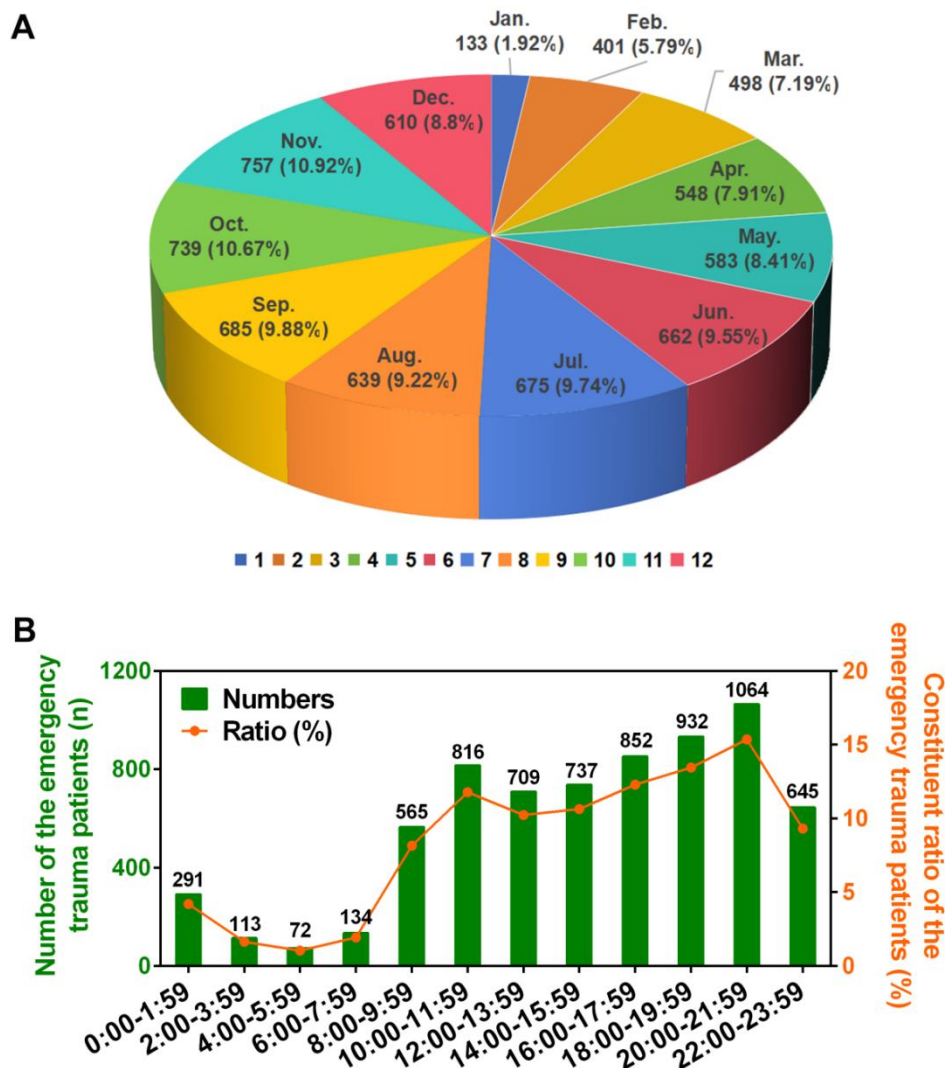 A
Jan.
133 (1.92%)
Feb.
401 (5.79%)
Mar.
498 (7.19%)
Apr.
548 (7.91%)
May.
583 (8.41%)
Jun.
662 (9.55%)
Jul.
675 (9.74%)
Aug.
639 (9.22%)
Sep.
685 (9.88%)
Oct.
739 (10.67%)
Nov.
757 (10.92%)
Dec.
610 (8.8%)
1 2 3 4 5 6 7 8 9 10 11 12
B
Number of the emergency
trauma patients (n)
1200
800
400
0
Numbers
Ratio (%)
291
113
72
134
565
816
709
737
852
932
1064
645
20
15
10
5
0
Constituent ratio of the
emergency trauma patients (%)
0:00-1:59
2:00-3:59
4:00-5:59
6:00-7:59
8:00-9:59
10:00-11:59
12:00-13:59
14:00-15:59
16:00-17:59
18:00-19:59
20:00-21:59
22:00-23:59